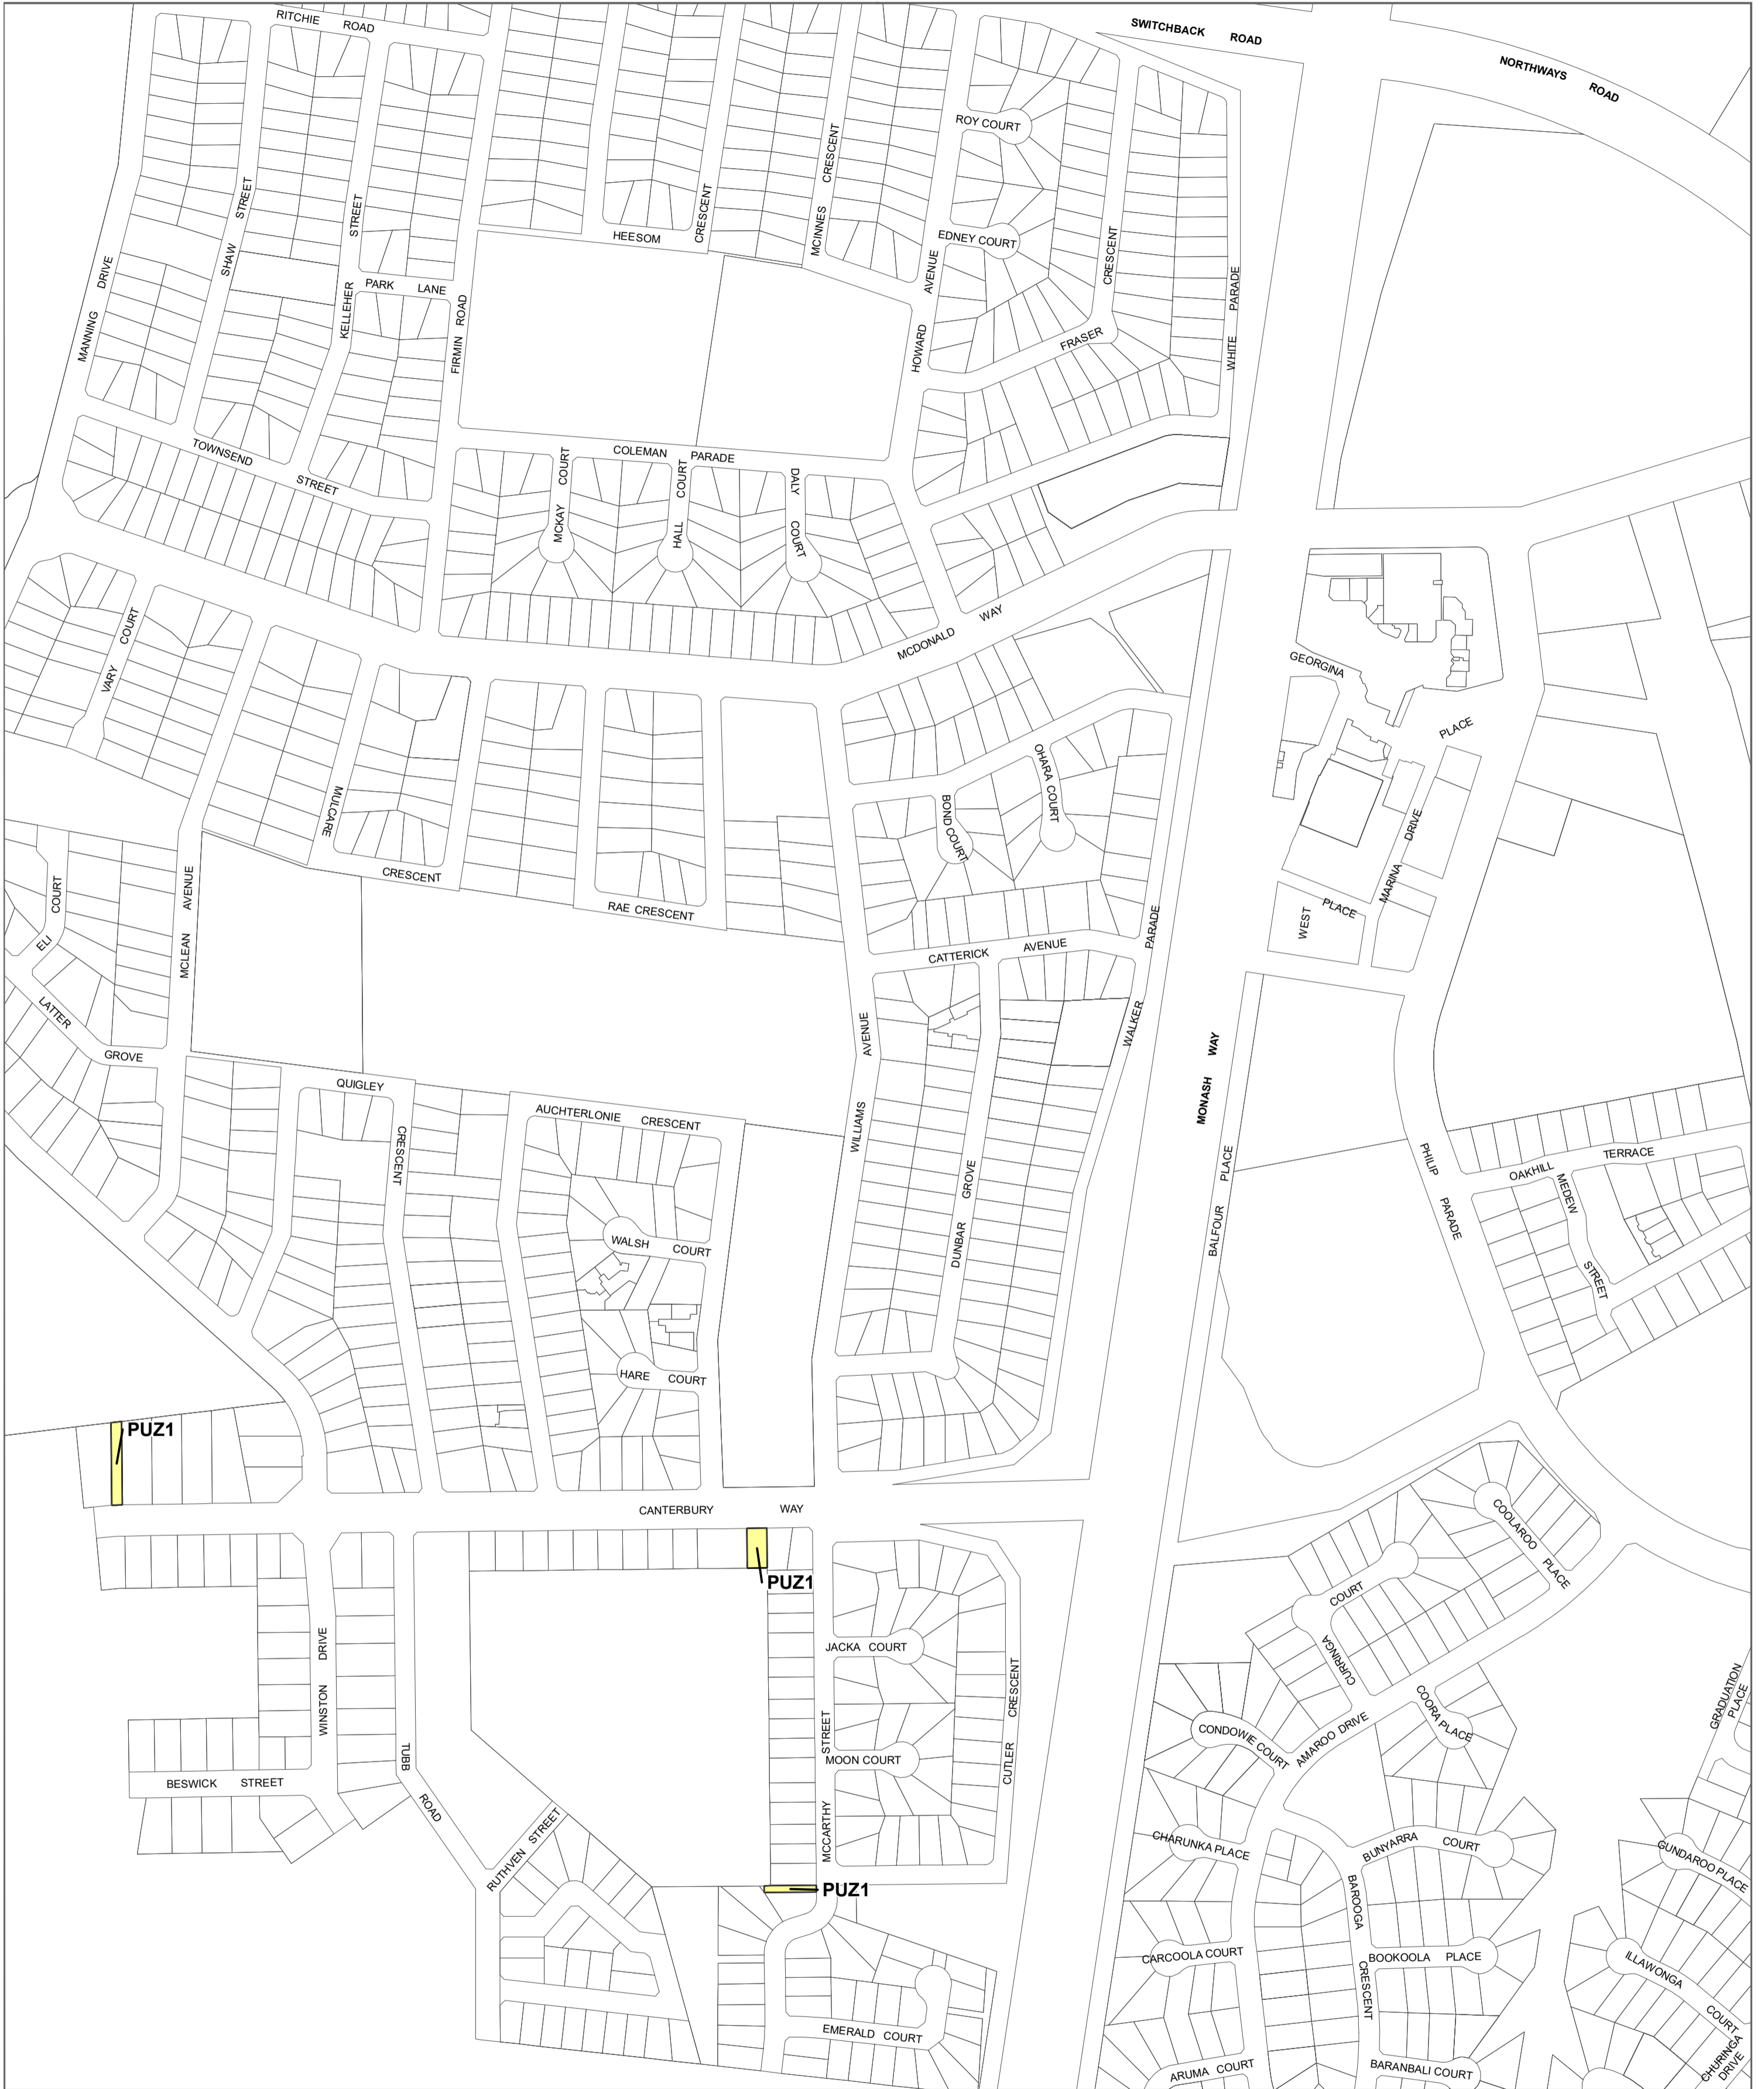 RITCHIE ROAD
SWITCHBACK ROAD
NORTHWAYS ROAD
ROY COURT
MCINNES CRESCENT
SHAW STREET
KELLEHER STREET
CRESCENT
HEESOM
EDNEY COURT
HOWARD AVENUE
FRASER CRESCENT
WHITE PARADE
MANNING DRIVE
PARK LANE
FIRMIN ROAD
TOWNSEND STREET
COLEMAN PARADE
MCKAY COURT
HALL COURT
DALY COURT
MCDONALD WAY
VARY COURT
GEORGINA PLACE
MULCARE CRESCENT
OHARA COURT
BOND COURT
MARINA DRIVE
WEST PLACE
RAE CRESCENT
ELI COURT
MCLEAN AVENUE
CATTERICK AVENUE
WALKER PARADE
LATTER GROVE
QUIGLEY CRESCENT
AUCHTERLONIE CRESCENT
WILLIAMS AVENUE
MONASH WAY
BALFOUR PLACE
PHILIP PARADE
OAKHILL TERRACE
MEDEW STREET
DUNBAR GROVE
WALSH COURT
HARE COURT
PUZ1
CANTERBURY WAY
PUZ1
COOLAROO PLACE
CURRINGA COURT
JACKA COURT
WINSTON DRIVE
CUTLER CRESCENT
MCCARTHY STREET
MOON COURT
TUBB ROAD
BESWICK STREET
CONDOWIE COURT
AMAROO DRIVE
COORA PLACE
GRADUATION PLACE
RUTHVEN STREET
CHARUNKA PLACE
BUNYARRA COURT
GUNDAROO PLACE
PUZ1
BAROOGA CRESCENT
CARCOOLA COURT
BOOKOOLA PLACE
ILLAWONGA COURT
EMERALD COURT
ARUMA COURT
BARANBALI COURT
CHURINGA DRIVE